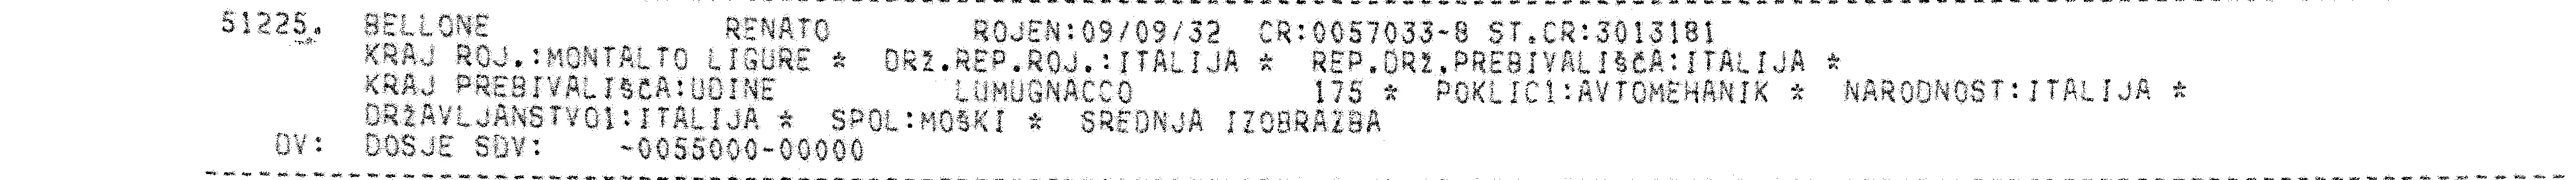 51225. BELLONE RENATO ROJEN:09/09/32 CR:0057033-8 ST.CR:3013181
KRAJ ROJ.:MONTALTO LIGURE * DRŽ.REP.ROJ.:ITALIJA * REP.DRŽ.PREBIVALIŠČA:ITALIJA *
KRAJ PREBIVALIŠČA:UDINE LUMUGNACCO 175 * POKLIC1:AVTOMEHANIK * NARODNOST:ITALIJA *
DRŽAVLJANSTVO1:ITALIJA * SPOL:MOŠKI * SREDNJA IZOBRAZBA
DV: DOSJE SDV: -0055000-00000